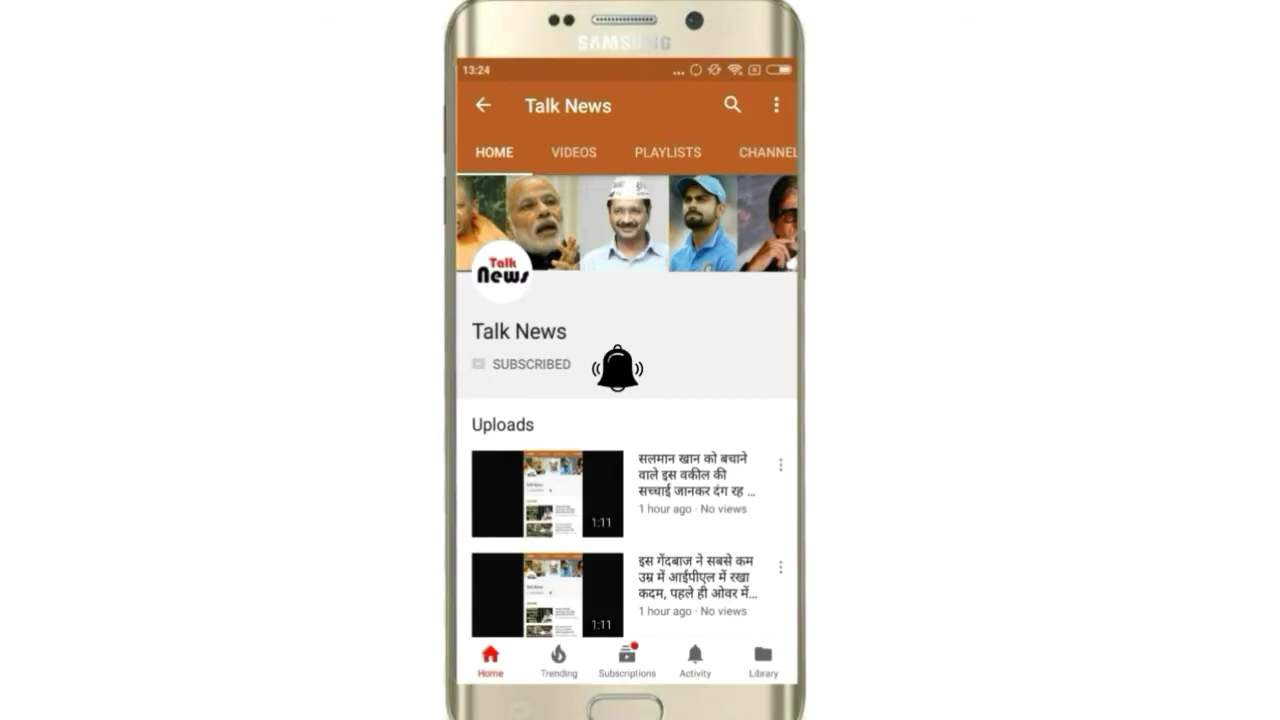 SAMSUNG
13:24
Talk News
HOME VIDEOS PLAYLISTS CHANNEL
Talk
News
Talk News
SUBSCRIBED
Uploads
सलमान खान को बचाने
वाले इस वकील की
सच्चाई जानकर दंग रह ...
1 hour ago · No views
1:11
इस गेंदबाज ने सबसे कम
उम्र में आईपीएल में रखा
कदम, पहले ही ओवर में...
1 hour ago · No views
1:11
Home Trending Subscriptions Activity Library